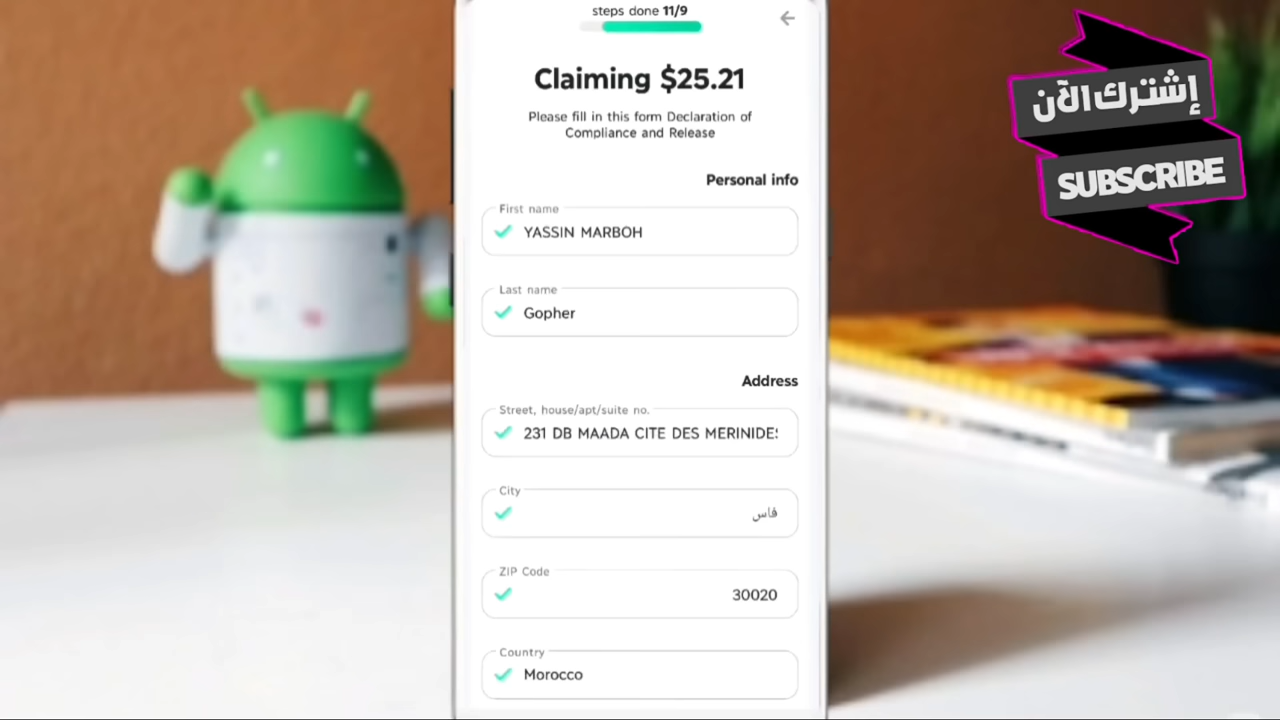 steps done 11/9
Claiming $25.21
Please fill in this form Declaration of
Compliance and Release
Personal info
First name
YASSIN MARBOH
Last name
Gopher
Address
Street, house/apt/suite no.
231 DB MAADA CITE DES MERINIDES
City
فاس
ZIP Code
30020
Country
Morocco
إشترك الآن
SUBSCRIBE